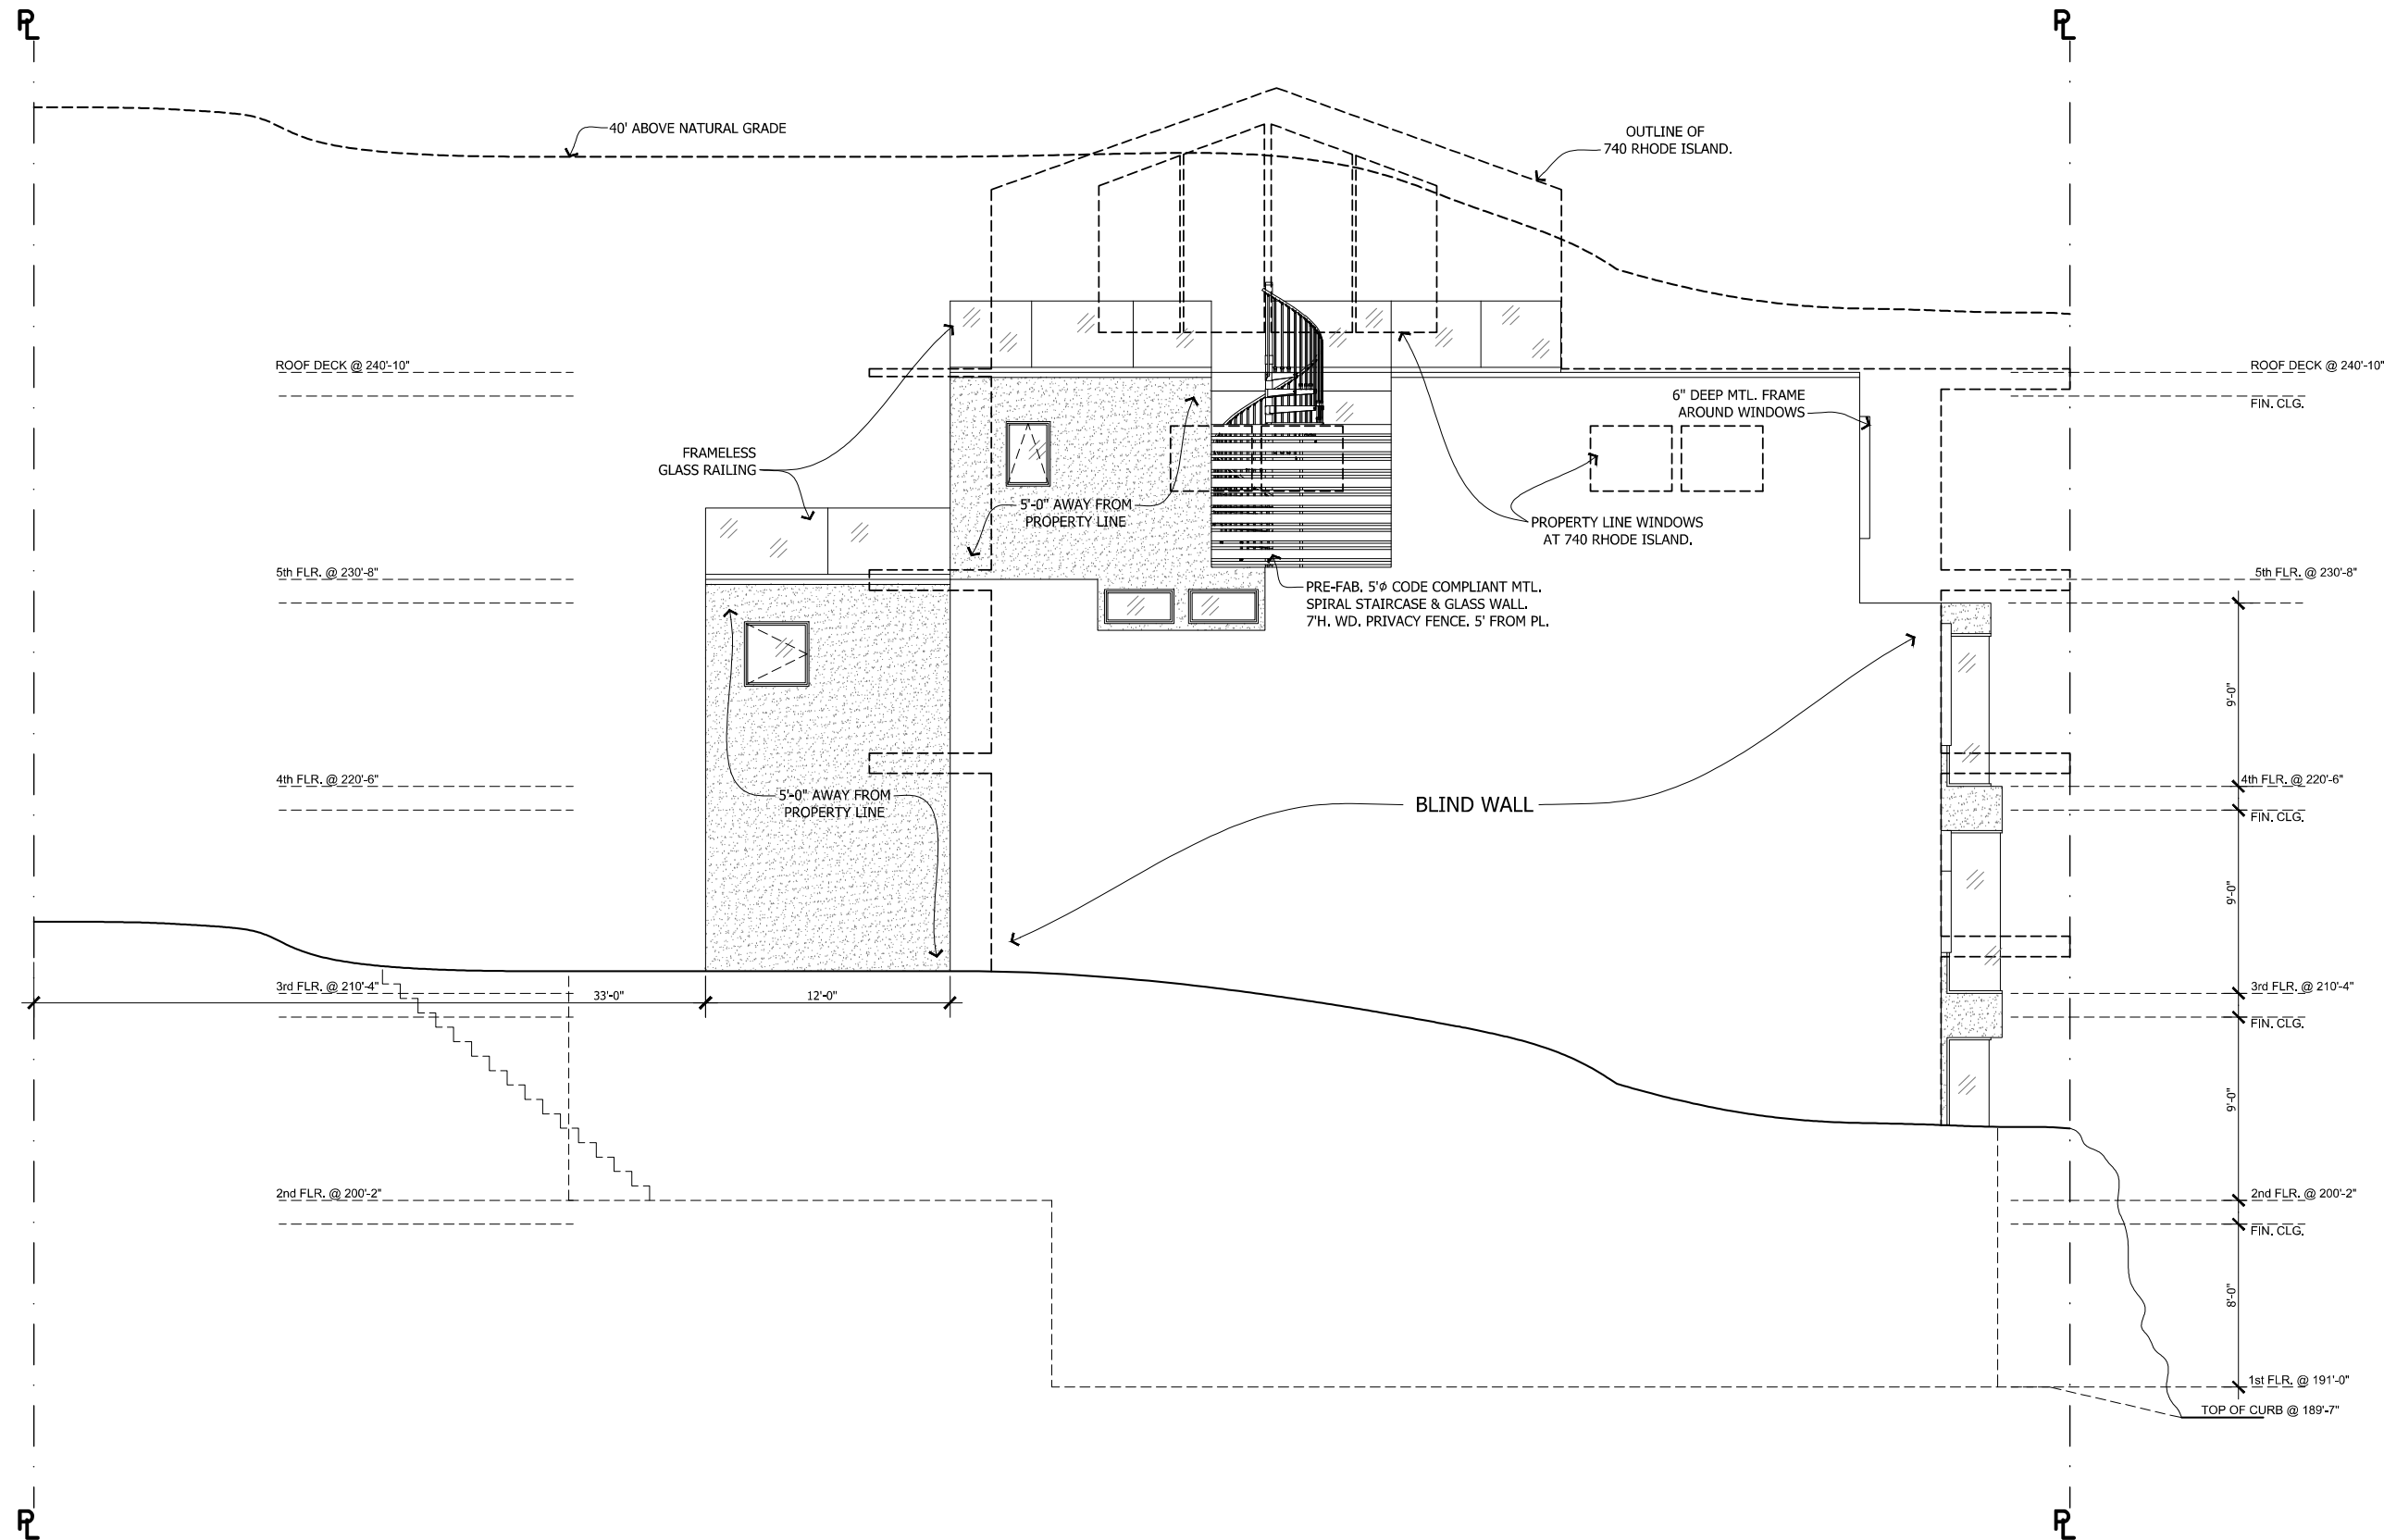 PL
PL
40' ABOVE NATURAL GRADE
OUTLINE OF
740 RHODE ISLAND.
ROOF DECK @ 240'-10"
ROOF DECK @ 240'-10"
6" DEEP MTL. FRAME
AROUND WINDOWS
FIN. CLG.
FRAMELESS
GLASS RAILING
5'-0" AWAY FROM
PROPERTY LINE
PROPERTY LINE WINDOWS
AT 740 RHODE ISLAND.
5th FLR. @ 230'-8"
5th FLR. @ 230'-8"
PRE-FAB. 5'ϕ CODE COMPLIANT MTL.
SPIRAL STAIRCASE & GLASS WALL.
7'H. WD. PRIVACY FENCE. 5' FROM PL.
9'-0"
4th FLR. @ 220'-6"
4th FLR. @ 220'-6"
5'-0" AWAY FROM
PROPERTY LINE
BLIND WALL
FIN. CLG.
9'-0"
3rd FLR. @ 210'-4"
3rd FLR. @ 210'-4"
33'-0"
12'-0"
FIN. CLG.
9'-0"
2nd FLR. @ 200'-2"
2nd FLR. @ 200'-2"
FIN. CLG.
8'-0"
1st FLR. @ 191'-0"
TOP OF CURB @ 189'-7"
PL
PL